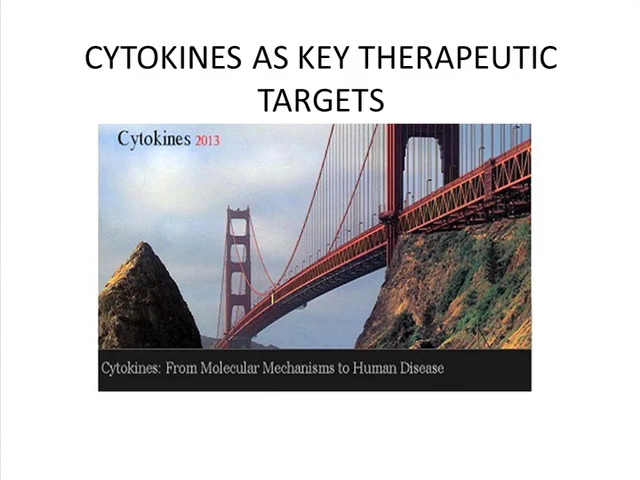 CYTOKINES AS KEY THERAPEUTIC
TARGETS
Cytokines 2013
Cytokines: From Molecular Mechanisms to Human Disease